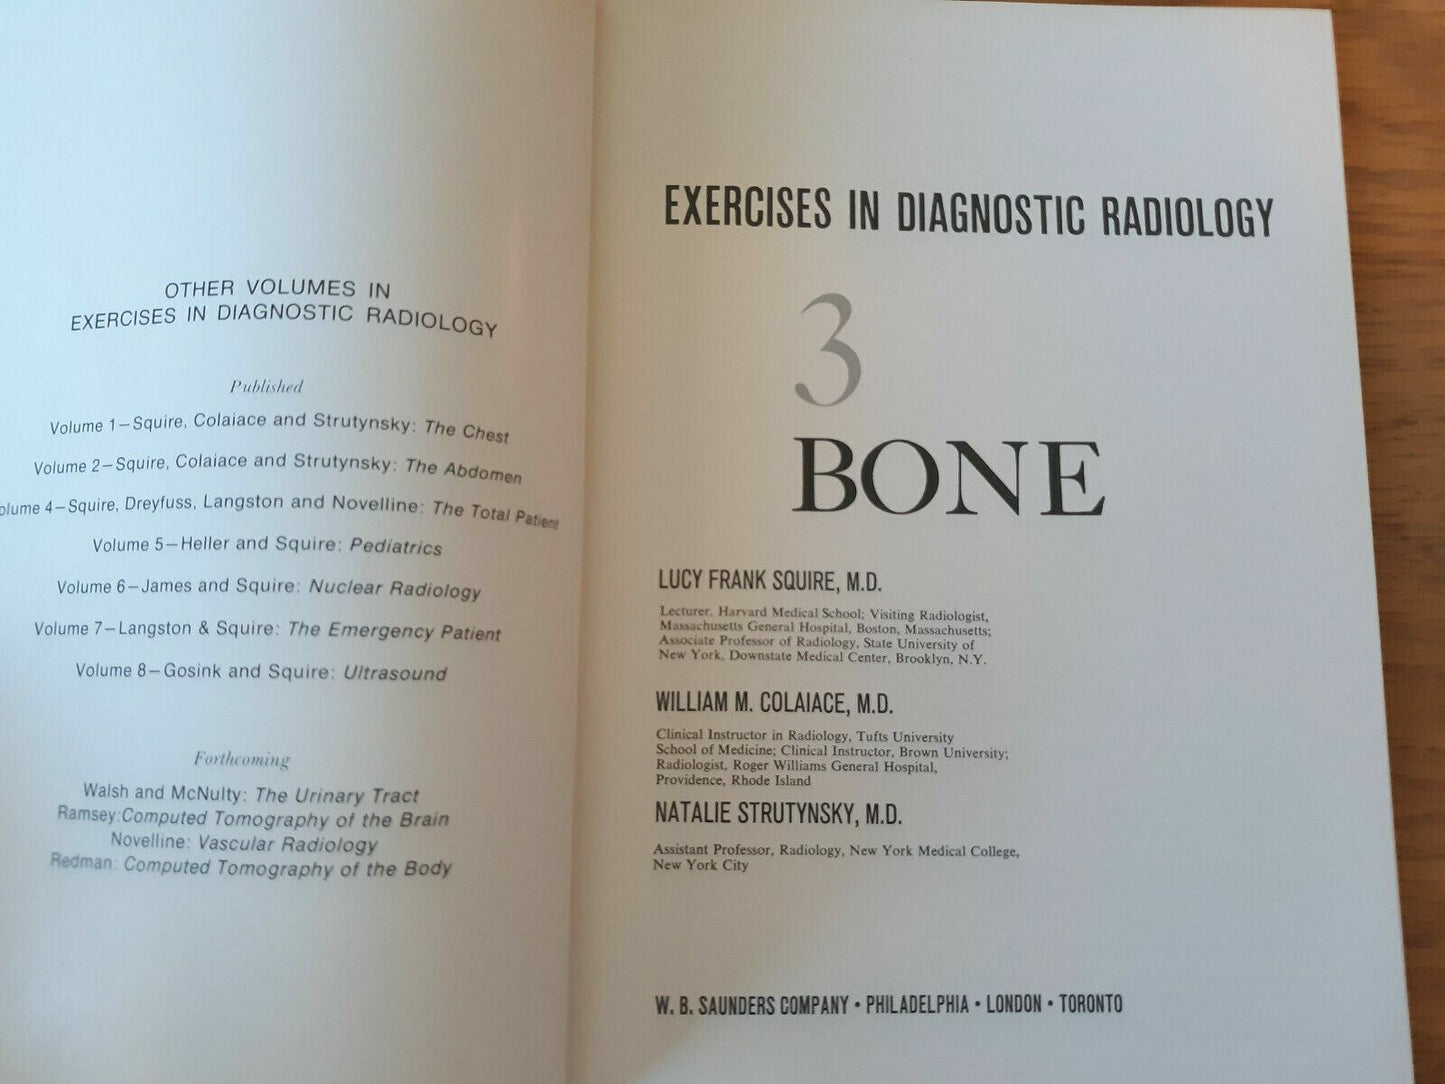 OTHER VOLUMES IN
EXERCISES IN DIAGNOSTIC RADIOLOGY
Published
Volume 1—Squire, Colaiace and Strutynsky: The Chest
Volume 2—Squire, Colaiace and Strutynsky: The Abdomen
olume 4—Squire, Dreyfuss, Langston and Novelline: The Total Patient
Volume 5—Heller and Squire: Pediatrics
Volume 6—James and Squire: Nuclear Radiology
Volume 7—Langston & Squire: The Emergency Patient
Volume 8—Gosink and Squire: Ultrasound
Forthcoming
Walsh and McNulty: The Urinary Tract
Ramsey:Computed Tomography of the Brain
Novelline: Vascular Radiology
Redman: Computed Tomography of the Body
EXERCISES IN DIAGNOSTIC RADIOLOGY
3
BONE
LUCY FRANK SQUIRE, M.D.
Lecturer, Harvard Medical School; Visiting Radiologist,
Massachusetts General Hospital, Boston, Massachusetts;
Associate Professor of Radiology, State University of
New York, Downstate Medical Center, Brooklyn, N.Y.
WILLIAM M. COLAIACE, M.D.
Clinical Instructor in Radiology, Tufts University
School of Medicine; Clinical Instructor, Brown University;
Radiologist, Roger Williams General Hospital,
Providence, Rhode Island
NATALIE STRUTYNSKY, M.D.
Assistant Professor, Radiology, New York Medical College,
New York City
W. B. SAUNDERS COMPANY • PHILADELPHIA • LONDON • TORONTO